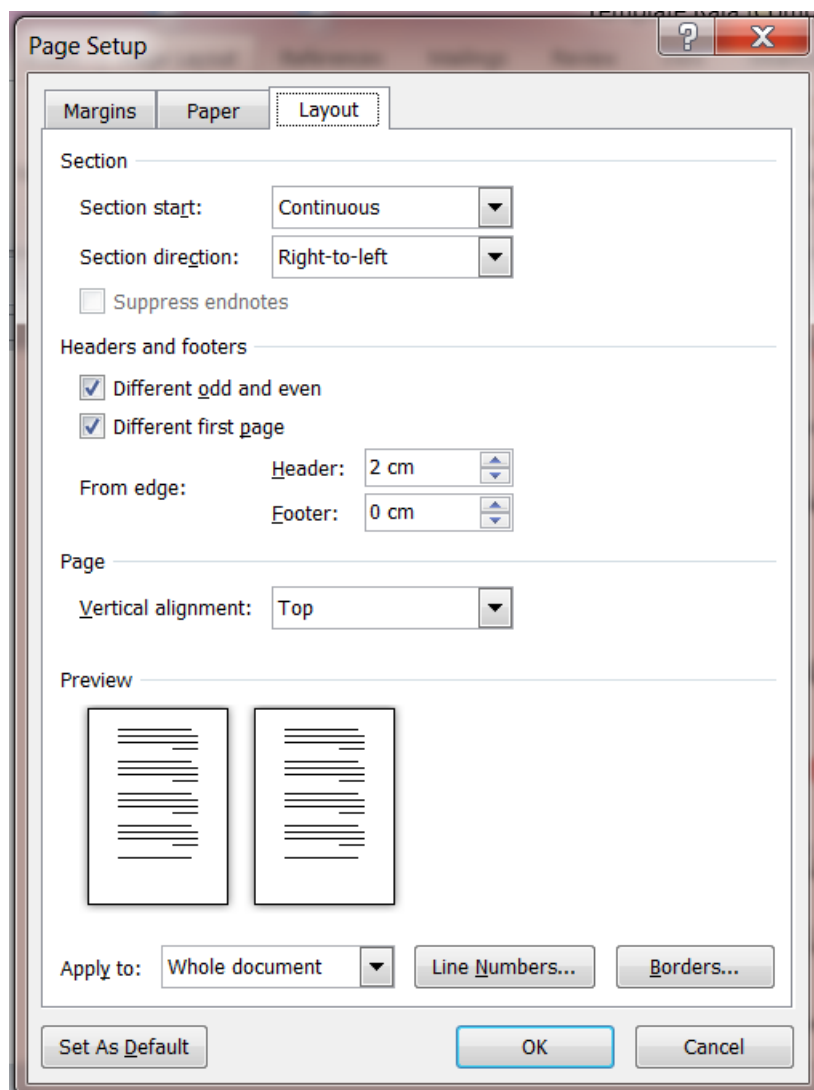 Page Setup
Margins Paper Layout
Section
Section start: Continuous
Section direction: Right-to-left
Suppress endnotes
Headers and footers
Different odd and even
Different first page
From edge:
Header: 2 cm
Footer: 0 cm
Page
Vertical alignment: Top
Preview
Apply to: Whole document Line Numbers... Borders...
Set As Default OK Cancel